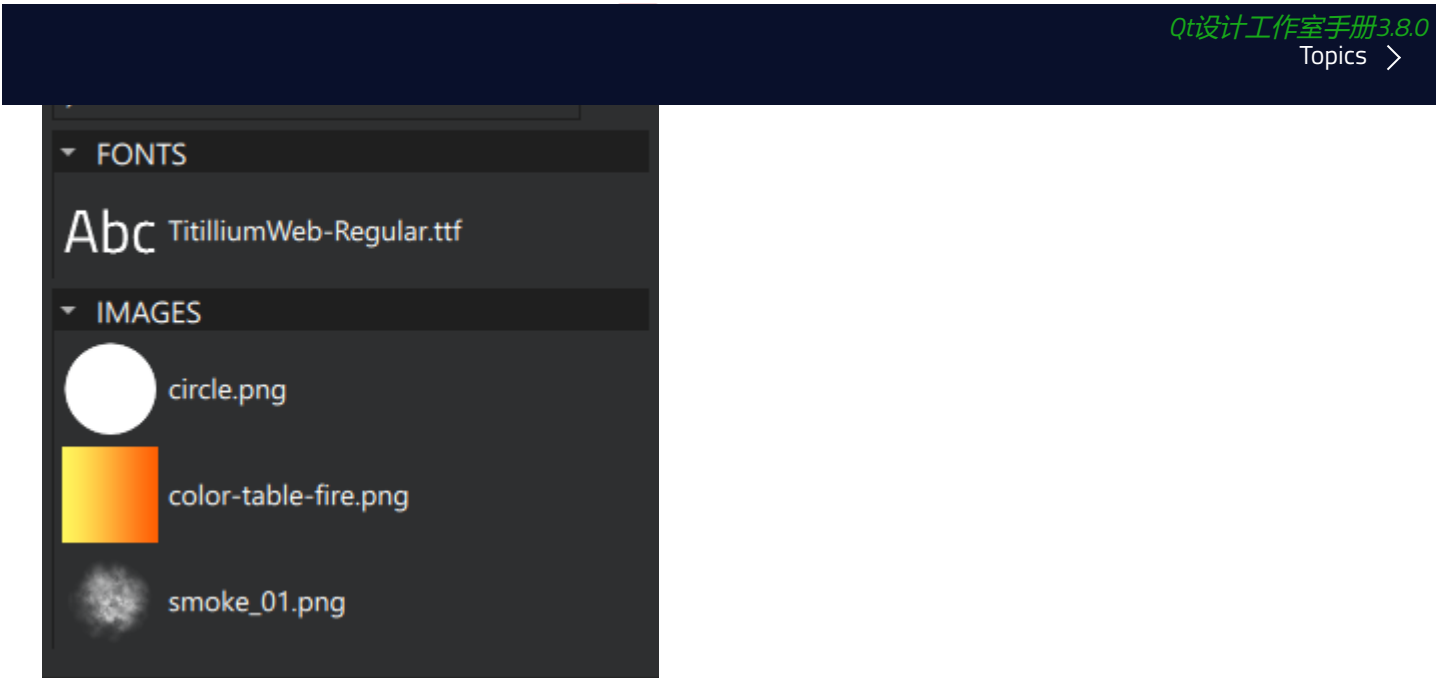 Qt设计工作室手册3.8.0
Topics
FONTS
Abc TitilliumWeb-Regular.ttf
IMAGES
circle.png
color-table-fire.png
smoke_01.png